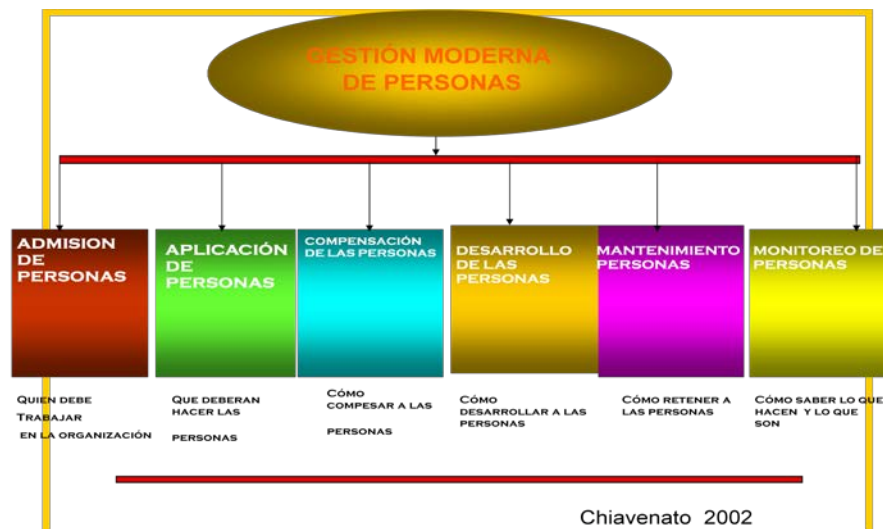 GESTIÓN MODERNA
DE PERSONAS
ADMISION
DE
PERSONAS
APLICACIÓN
DE
PERSONAS
COMPENSACIÓN
DE LAS PERSONAS
DESARROLLO
DE LAS
PERSONAS
MANTENIMIENTO
PERSONAS
MONITOREO DE
PERSONAS
QUIEN DEBE
TRABAJAR
EN LA ORGANIZACIÓN
QUE DEBERAN
HACER LAS
PERSONAS
CÓMO
COMPESAR A LAS
PERSONAS
CÓMO
DESARROLLAR A LAS
PERSONAS
CÓMO RETENER A
LAS PERSONAS
CÓMO SABER LO QUE
HACEN Y LO QUE
SON
Chiavenato 2002